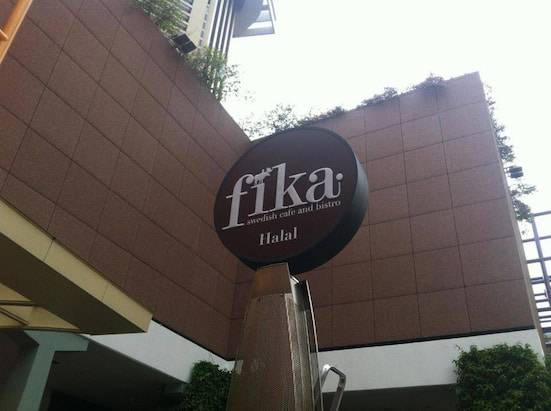 fika
swedish cafe and bistro
Halal